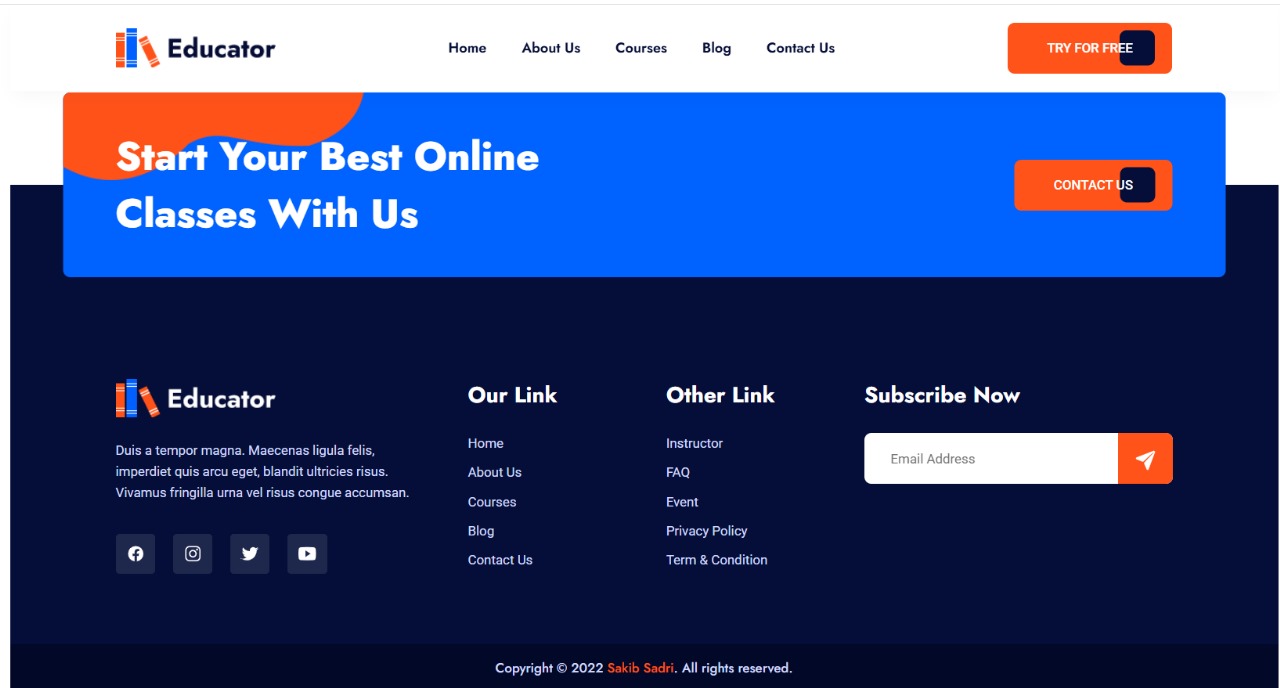 Educator
Home About Us Courses Blog Contact Us
TRY FOR FREE
Start Your Best Online
Classes With Us
CONTACT US
Educator
Duis a tempor magna. Maecenas ligula felis,
imperdiet quis arcu eget, blandit ultricies risus.
Vivamus fringilla urna vel risus congue accumsan.
Our Link
Home
About Us
Courses
Blog
Contact Us
Other Link
Instructor
FAQ
Event
Privacy Policy
Term & Condition
Subscribe Now
Email Address
Copyright © 2022 Sakib Sadri. All rights reserved.